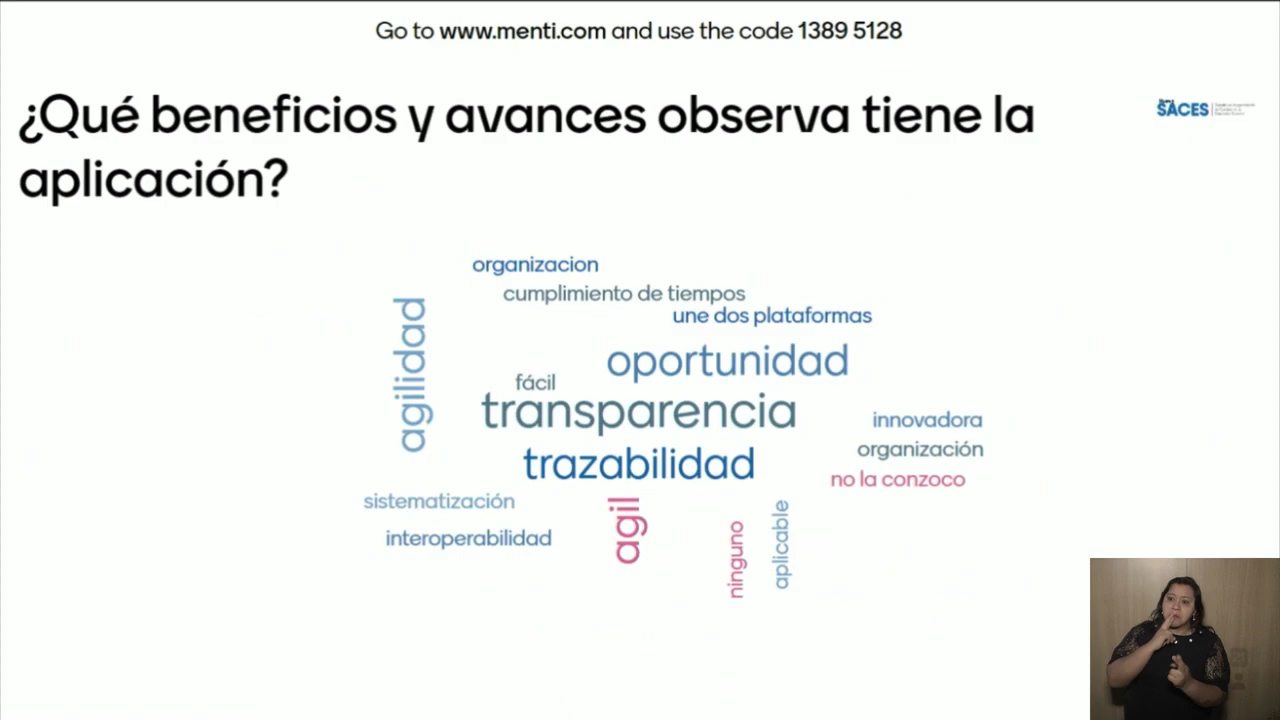 Go to www.menti.com and use the code 1389 5128
¿Qué beneficios y avances observa tiene la
aplicación?
SACES
organizacion
cumplimiento de tiempos
une dos plataformas
agilidad
oportunidad
fácil
transparencia
innovadora
trazabilidad
organización
no la conzoco
sistematización
agil
interoperabilidad
ninguno
aplicable